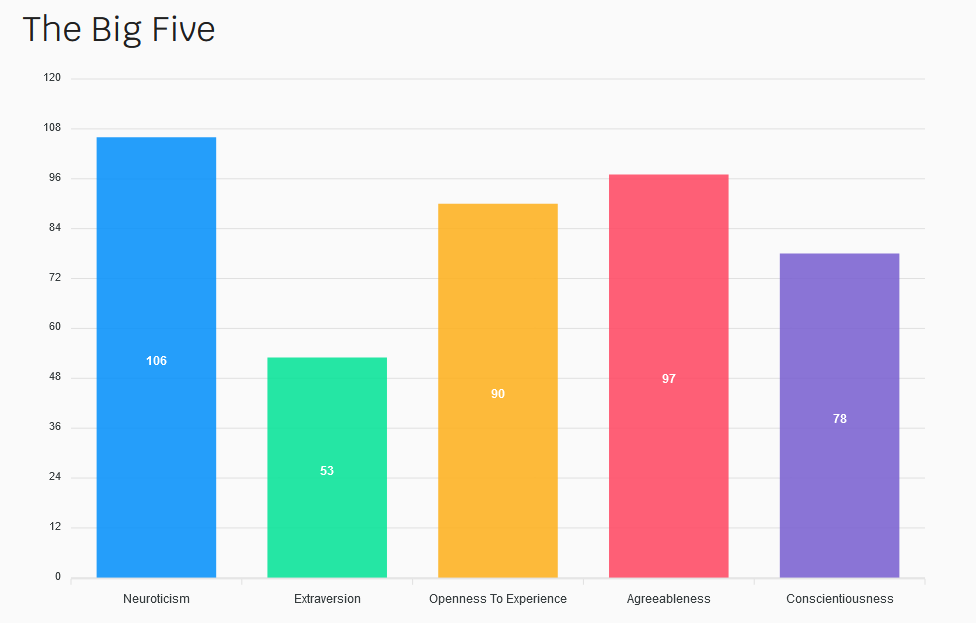 The Big Five
120
108
96
84
72
60
48
36
24
12
0
106
53
90
97
78
Neuroticism
Extraversion
Openness To Experience
Agreeableness
Conscientiousness